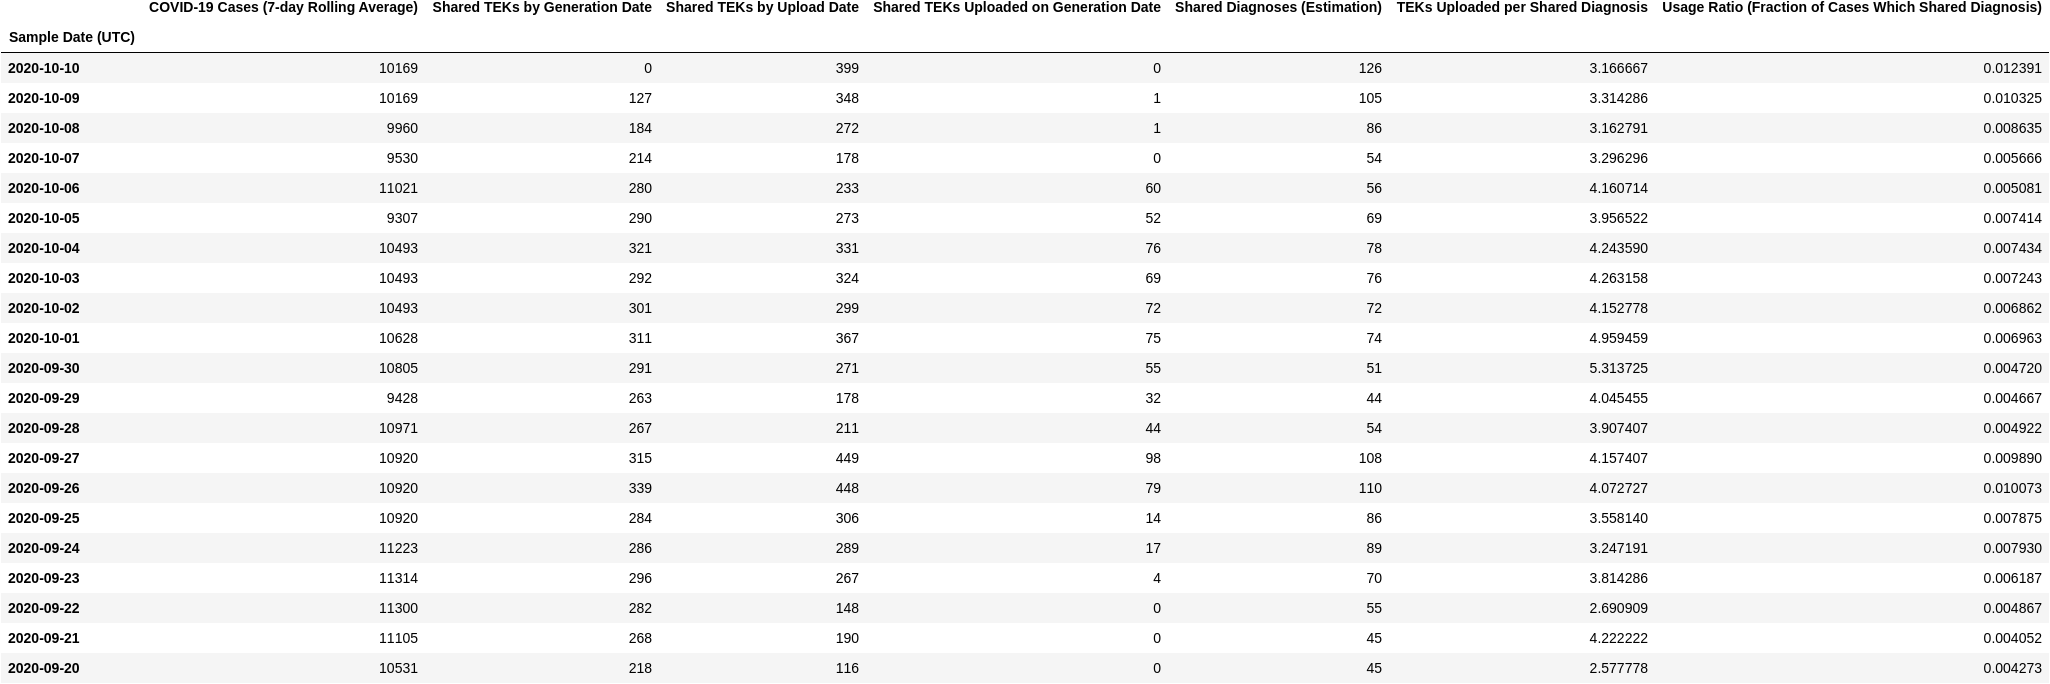 COVID-19 Cases (7-day Rolling Average) Shared TEKs by Generation Date Shared TEKs by Upload Date Shared TEKs Uploaded on Generation Date Shared Diagnoses (Estimation) TEKs Uploaded per Shared Diagnosis Usage Ratio (Fraction of Cases Which Shared Diagnosis)
Sample Date (UTC)
2020-10-10 10169 0 399 0 126 3.166667 0.012391
2020-10-09 10169 127 348 1 105 3.314286 0.010325
2020-10-08 9960 184 272 1 86 3.162791 0.008635
2020-10-07 9530 214 178 0 54 3.296296 0.005666
2020-10-06 11021 280 233 60 56 4.160714 0.005081
2020-10-05 9307 290 273 52 69 3.956522 0.007414
2020-10-04 10493 321 331 76 78 4.243590 0.007434
2020-10-03 10493 292 324 69 76 4.263158 0.007243
2020-10-02 10493 301 299 72 72 4.152778 0.006862
2020-10-01 10628 311 367 75 74 4.959459 0.006963
2020-09-30 10805 291 271 55 51 5.313725 0.004720
2020-09-29 9428 263 178 32 44 4.045455 0.004667
2020-09-28 10971 267 211 44 54 3.907407 0.004922
2020-09-27 10920 315 449 98 108 4.157407 0.009890
2020-09-26 10920 339 448 79 110 4.072727 0.010073
2020-09-25 10920 284 306 14 86 3.558140 0.007875
2020-09-24 11223 286 289 17 89 3.247191 0.007930
2020-09-23 11314 296 267 4 70 3.814286 0.006187
2020-09-22 11300 282 148 0 55 2.690909 0.004867
2020-09-21 11105 268 190 0 45 4.222222 0.004052
2020-09-20 10531 218 116 0 45 2.577778 0.004273